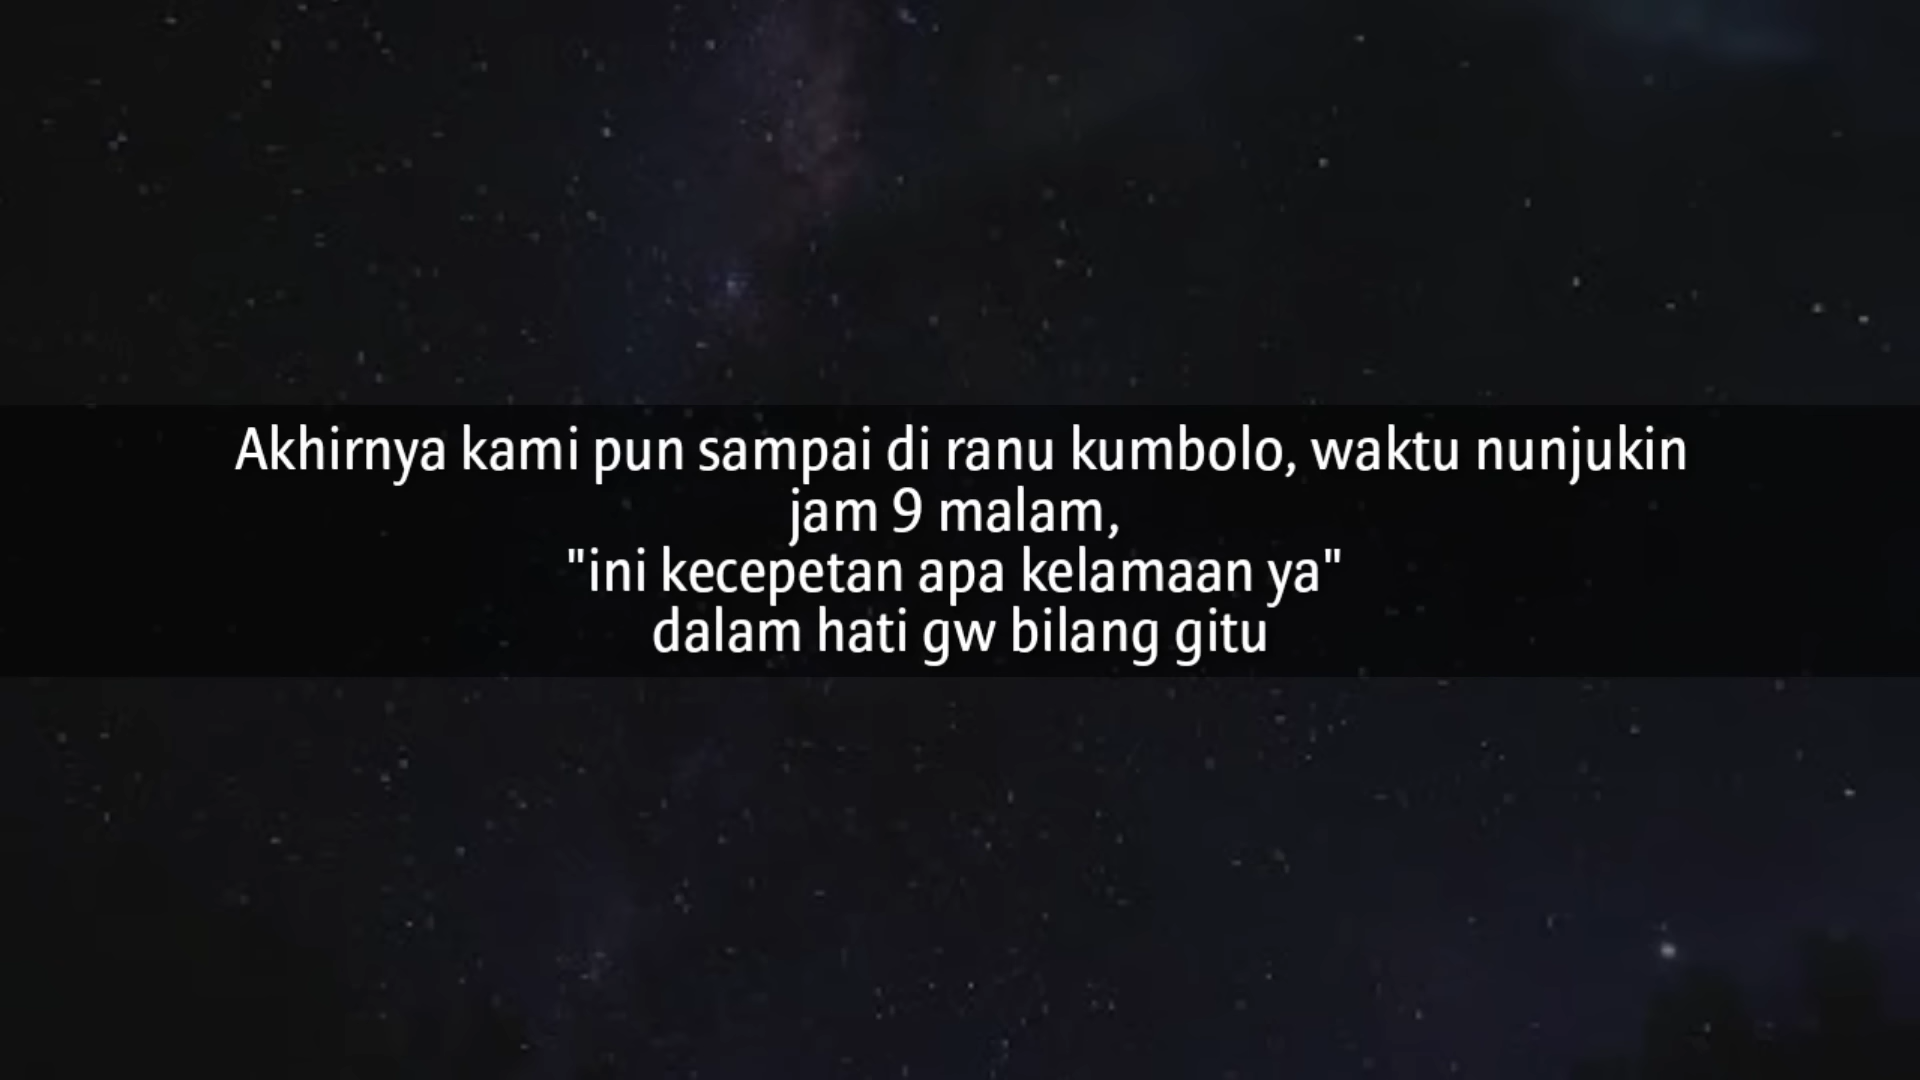 Akhirnya kami pun sampai di ranu kumbolo, waktu nunjukin
jam 9 malam,
"ini kecepetan apa kelamaan ya"
dalam hati gw bilang gitu